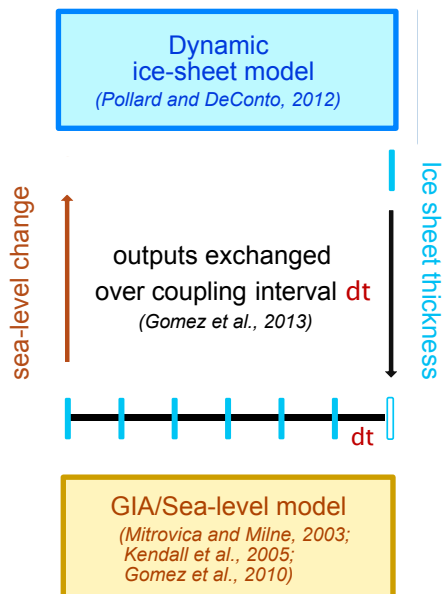 Dynamic
ice-sheet model
(Pollard and DeConto, 2012)
sea-level change
Ice sheet thickness
outputs exchanged
over coupling interval dt
(Gomez et al., 2013)
dt
GIA/Sea-level model
(Mitrovica and Milne, 2003;
Kendall et al., 2005;
Gomez et al., 2010)